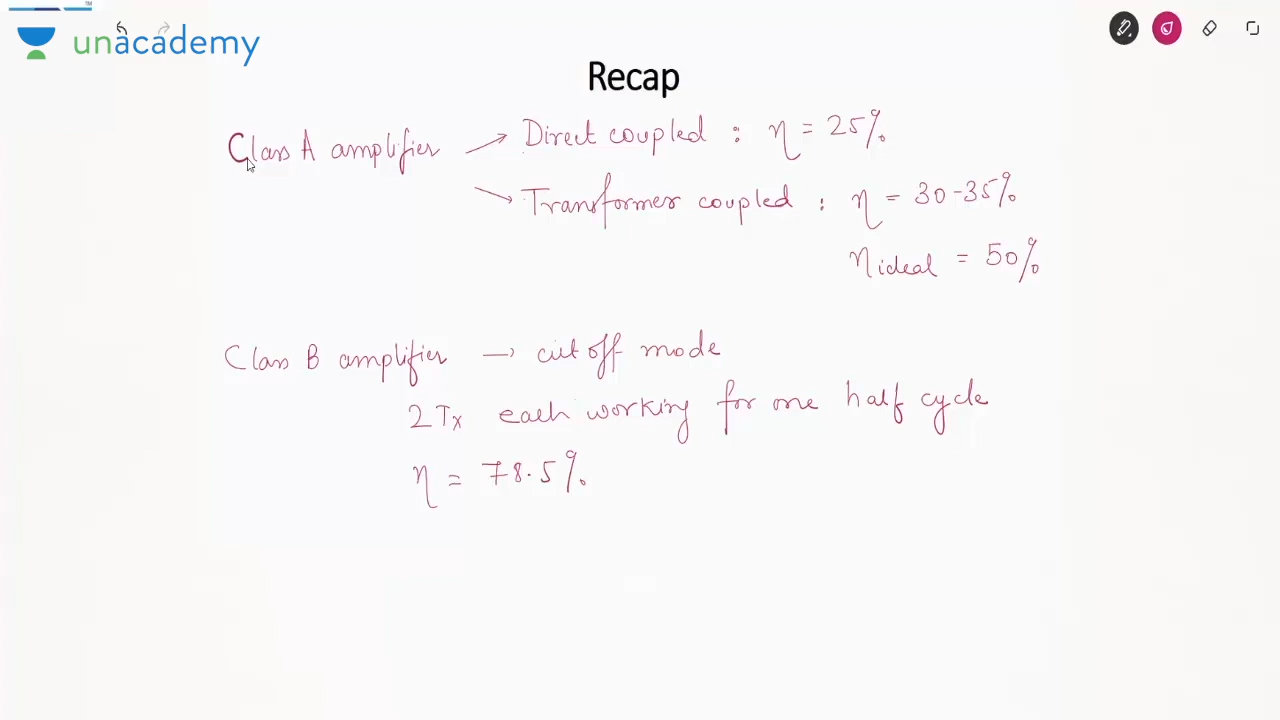 unacademy
Recap
Class A amplifier → Direct coupled : η = 25%
→ Transformer coupled : η = 30-35%
η ideal = 50%
Class B amplifier → cut off mode
2 Tx each working for one half cycle
η = 78.5%